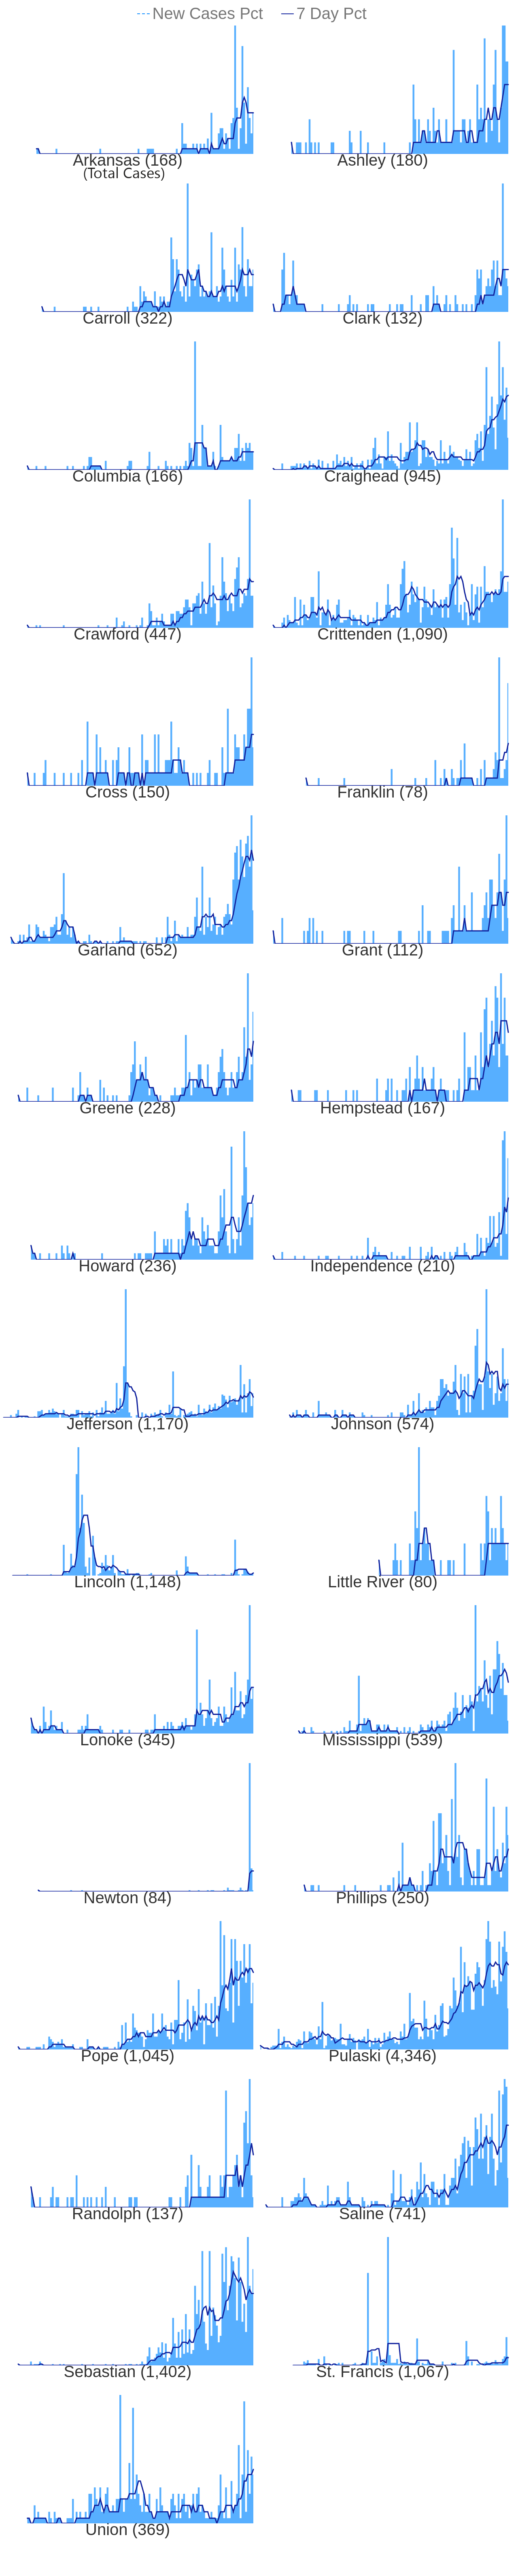 New Cases Pct 7 Day Pct
Arkansas (168) Ashley (180)
(Total Cases)
Carroll (322) Clark (132)
Columbia (166) Craighead (945)
Crawford (447) Crittenden (1,090)
Cross (150) Franklin (78)
Garland (652) Grant (112)
Greene (228) Hempstead (167)
Howard (236) Independence (210)
Jefferson (1,170) Johnson (574)
Lincoln (1,148) Little River (80)
Lonoke (345) Mississippi (539)
Newton (84) Phillips (250)
Pope (1,045) Pulaski (4,346)
Randolph (137) Saline (741)
Sebastian (1,402) St. Francis (1,067)
Union (369)